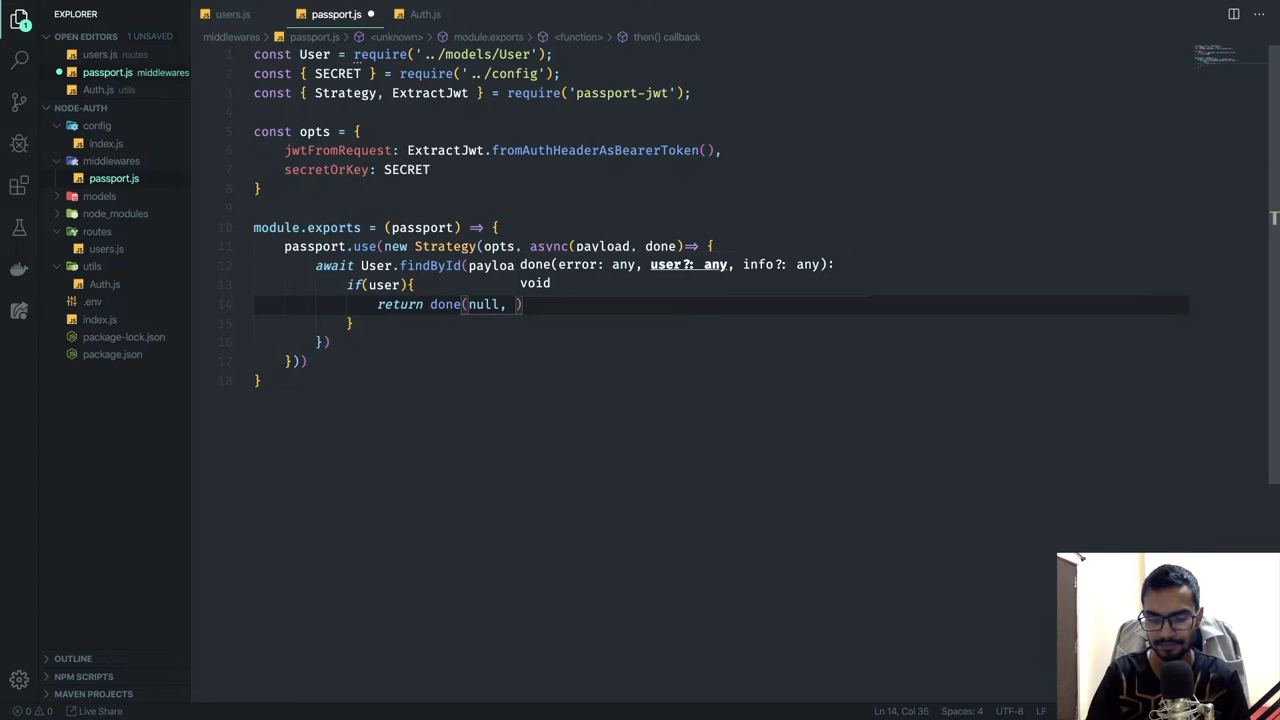 EXPLORER
users.js
passport.js
Auth.js
OPEN EDITORS 1 UNSAVED
middlewares
passport.js
<unknown>
module.exports
<function>
then() callback
users.js routes
passport.js middlewares
Auth.js utils
NODE-AUTH
config
index.js
middlewares
passport.js
models
node_modules
routes
users.js
utils
Auth.js
.env
index.js
package-lock.json
package.json
1 const User = require('../models/User');
2 const { SECRET } = require('../config');
3 const { Strategy, ExtractJwt } = require('passport-jwt');
4
5 const opts = {
6 jwtFromRequest: ExtractJwt.fromAuthHeaderAsBearerToken(),
7 secretOrKey: SECRET
8 }
9
10 module.exports = (passport) => {
11 passport.use(new Strategy(opts, async(payload, done)=> {
12 await User.findById(payloa
done(error: any, user?: any, info?: any):
void
13 if(user){
14 return done(null, )
15 }
16 })
17 }))
18 }
OUTLINE
NPM SCRIPTS
MAVEN PROJECTS
1
0 0
Live Share
Ln 14, Col 35
Spaces: 4
UTF-8
LF